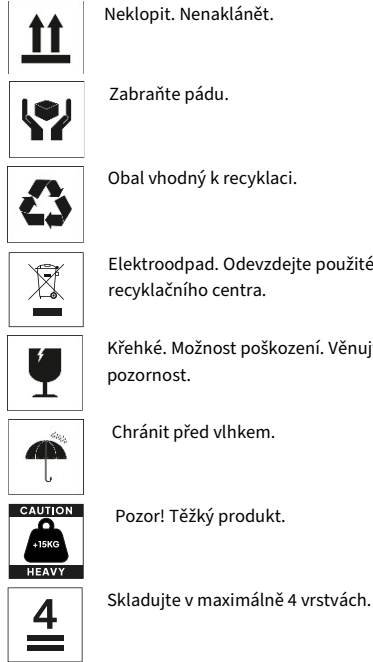 Neklopit. Nenaklánět.
Zabraňte pádu.
Obal vhodný k recyklaci.
Elektroodpad. Odevzdejte použité
recyklačního centra.
Křehké. Možnost poškození. Věnuj
pozornost.
Chránit před vlhkem.
CAUTION
+15KG
HEAVY
Pozor! Těžký produkt.
4
Skladujte v maximálně 4 vrstvách.